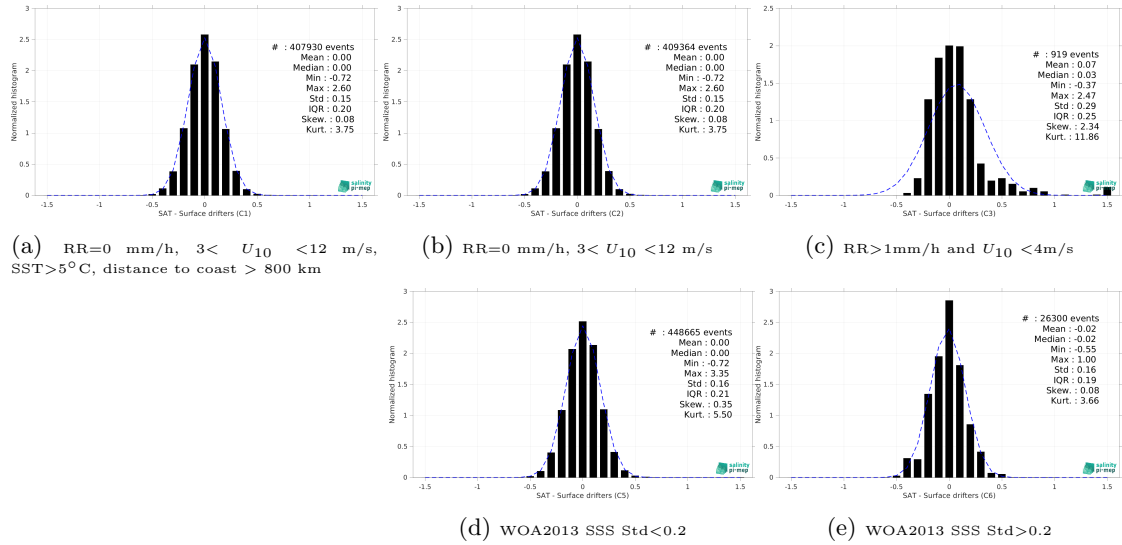 3
2.5
2
1.5
1
0.5
0
-1.5
-1
-0.5
0
0.5
1
1.5
Normalized histogram
SAT - Surface drifters (C1)
# : 407930 events
Mean : 0.00
Median : 0.00
Min : -0.72
Max : 2.60
Std : 0.15
IQR : 0.20
Skew. : 0.08
Kurt. : 3.75
salinity
pi-mep
(a) RR=0 mm/h, 3< U10 <12 m/s,
SST>5°C, distance to coast > 800 km
3
2.5
2
1.5
1
0.5
0
-1.5
-1
-0.5
0
0.5
1
1.5
Normalized histogram
SAT - Surface drifters (C2)
# : 409364 events
Mean : 0.00
Median : 0.00
Min : -0.72
Max : 2.60
Std : 0.15
IQR : 0.20
Skew. : 0.08
Kurt. : 3.75
salinity
pi-mep
(b) RR=0 mm/h, 3< U10 <12 m/s
2.5
2
1.5
1
0.5
0
-1.5
-1
-0.5
0
0.5
1
1.5
Normalized histogram
SAT - Surface drifters (C3)
# : 919 events
Mean : 0.07
Median : 0.03
Min : -0.37
Max : 2.47
Std : 0.29
IQR : 0.25
Skew. : 2.34
Kurt. : 11.86
salinity
pi-mep
(c) RR>1mm/h and U10 <4m/s
3
2.5
2
1.5
1
0.5
0
-1.5
-1
-0.5
0
0.5
1
1.5
Normalized histogram
SAT - Surface drifters (C5)
# : 448665 events
Mean : 0.00
Median : 0.00
Min : -0.72
Max : 3.35
Std : 0.16
IQR : 0.21
Skew. : 0.35
Kurt. : 5.50
salinity
pi-mep
(d) WOA2013 SSS Std<0.2
3
2.5
2
1.5
1
0.5
0
-1.5
-1
-0.5
0
0.5
1
1.5
Normalized histogram
SAT - Surface drifters (C6)
# : 26300 events
Mean : -0.02
Median : -0.02
Min : -0.55
Max : 1.00
Std : 0.16
IQR : 0.19
Skew. : 0.08
Kurt. : 3.66
salinity
pi-mep
(e) WOA2013 SSS Std>0.2